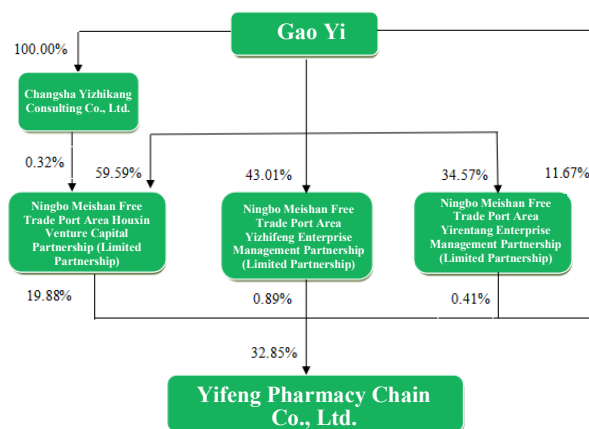 Gao Yi
100.00%
Changsha Yizhikang
Consulting Co., Ltd.
0.32%
59.59%
43.01%
34.57%
11.67%
Ningbo Meishan Free
Trade Port Area Houxin
Venture Capital
Partnership (Limited
Partnership)
Ningbo Meishan Free
Trade Port Area
Yizhifeng Enterprise
Management Partnership
(Limited Partnership)
Ningbo Meishan Free
Trade Port Area
Yirentang Enterprise
Management Partnership
(Limited Partnership)
19.88%
0.89%
0.41%
32.85%
Yifeng Pharmacy Chain
Co., Ltd.